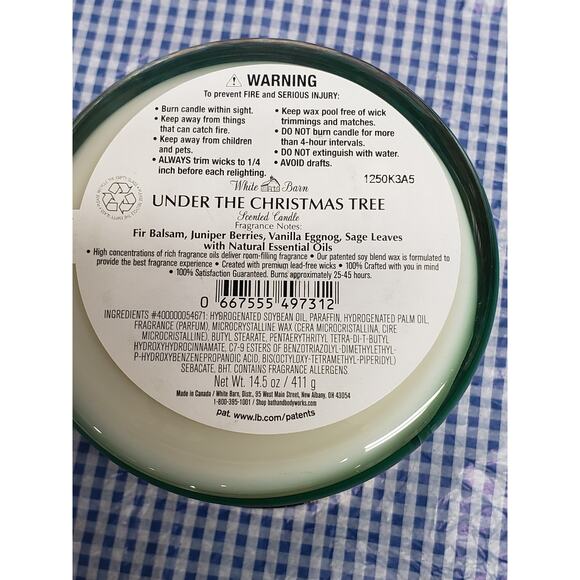 ⚠ WARNING
To prevent FIRE and SERIOUS INJURY:
• Burn candle within sight.
• Keep away from things
that can catch fire.
• Keep away from children
and pets.
• ALWAYS trim wicks to 1/4
inch before each relighting.
• Keep wax pool free of wick
trimmings and matches.
• DO NOT burn candle for more
than 4-hour intervals.
• DO NOT extinguish with water.
• AVOID drafts.
1250K3A5
White Barn
UNDER THE CHRISTMAS TREE
Scented Candle
Fragrance Notes:
Fir Balsam, Juniper Berries, Vanilla Eggnog, Sage Leaves
with Natural Essential Oils
• High concentrations of rich fragrance oils deliver room-filling fragrance • Our patented soy blend wax is formulated to
provide the best fragrance experience • Created with premium lead-free wicks • 100% Crafted with you in mind
• 100% Satisfaction Guaranteed. Burns approximately 25-45 hours.
0 667555 497312
INGREDIENTS #400000054671: HYDROGENATED SOYBEAN OIL, PARAFFIN, HYDROGENATED PALM OIL,
FRAGRANCE (PARFUM), MICROCRYSTALLINE WAX (CERA MICROCRISTALLINA, CIRE
MICROCRISTALLINE), BUTYL STEARATE, PENTAERYTHRITYL TETRA-DI-T-BUTYL
HYDROXYHYDROCINNAMATE, C7-9 ESTERS OF BENZOTRIAZOLYL-DIMETHYLETHYL-
P-HYDROXYBENZENEPROPANOIC ACID, BIS(OCTYLOXY-TETRAMETHYL-PIPERIDYL)
SEBACATE, BHT. CONTAINS FRAGRANCE ALLERGENS.
Net Wt. 14.5 oz / 411 g
Made in Canada / White Barn, Distr., 95 West Main Street, New Albany, OH 43054
1-800-395-1001 / Shop bathandbodyworks.com
pat. www.lb.com/patents